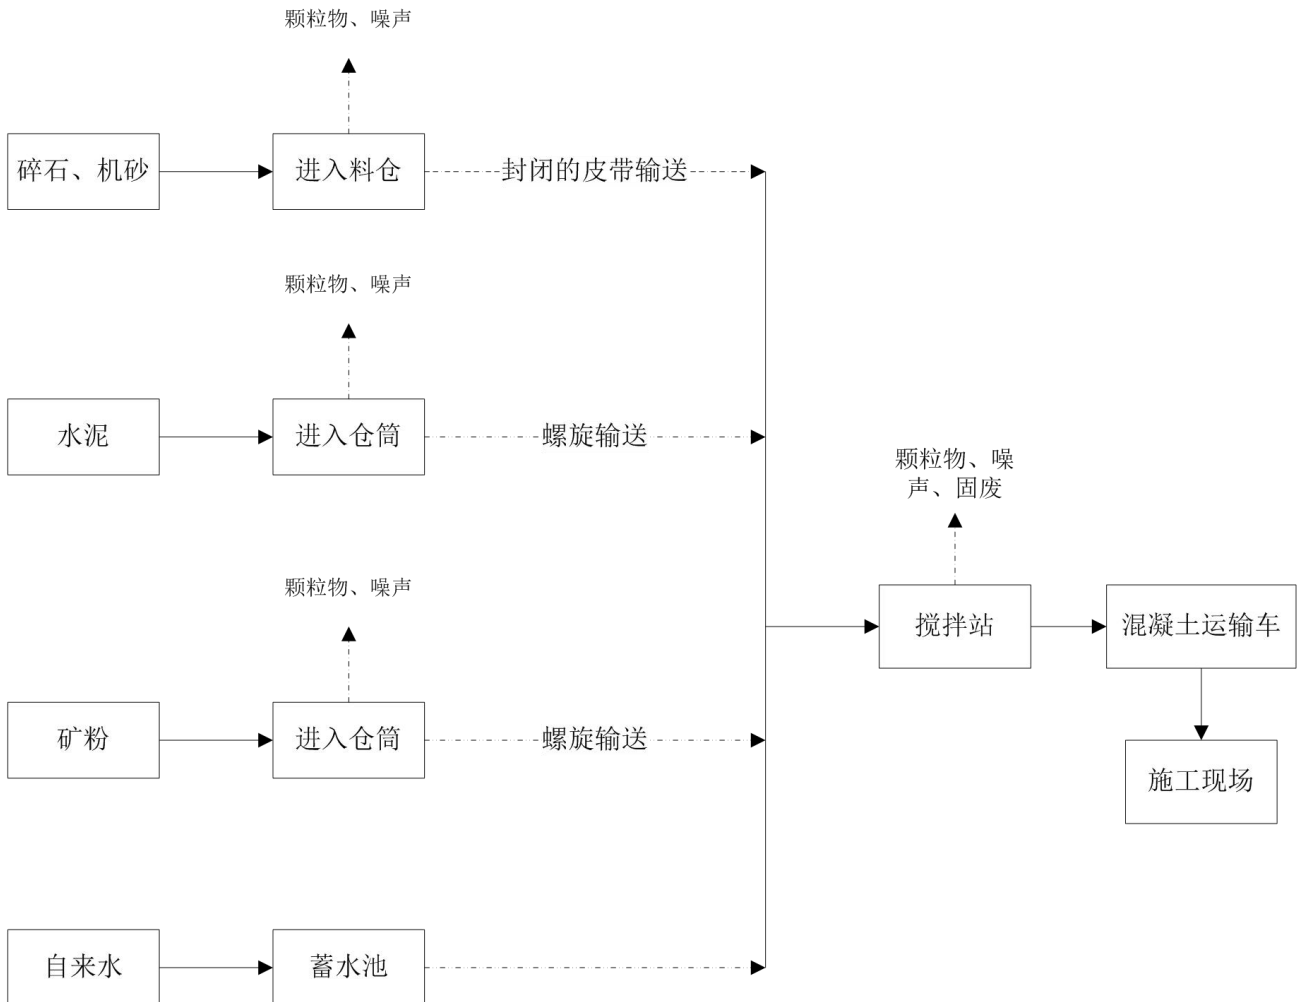 颗粒物、噪声
碎石、机砂
进入料仓
封闭的皮带输送
颗粒物、噪声
水泥
进入仓筒
螺旋输送
颗粒物、噪
声、固废
颗粒物、噪声
搅拌站
混凝土运输车
矿粉
进入仓筒
螺旋输送
施工现场
自来水
蓄水池